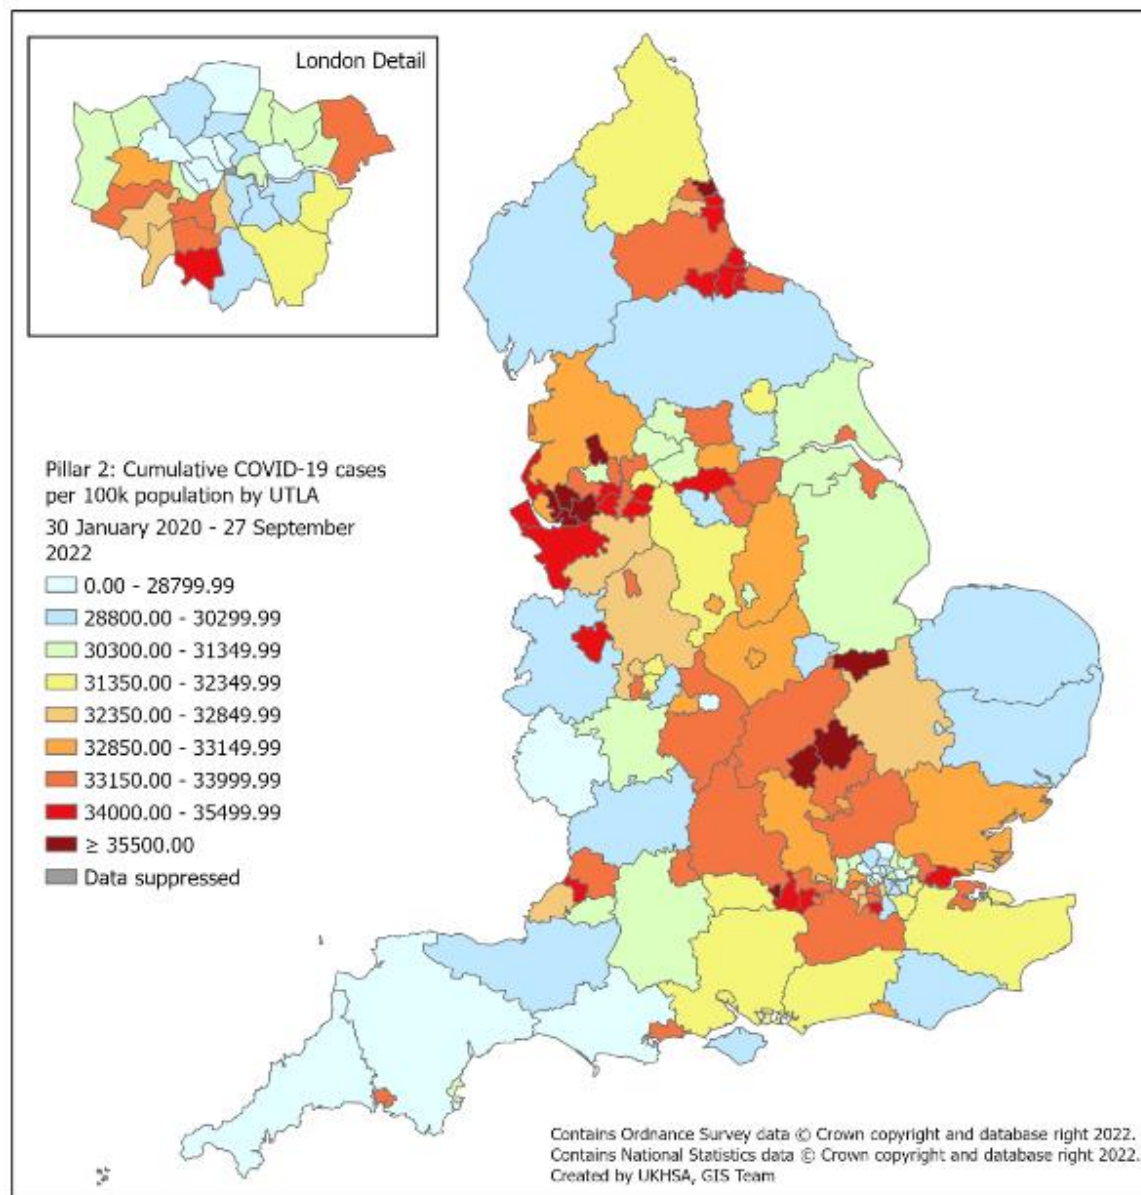 London Detail
Pillar 2: Cumulative COVID-19 cases
per 100k population by UTLA
30 January 2020 - 27 September
2022
0.00 - 28799.99
28800.00 - 30299.99
30300.00 - 31349.99
31350.00 - 32349.99
32350.00 - 32849.99
32850.00 - 33149.99
33150.00 - 33999.99
34000.00 - 35499.99
≥ 35500.00
Data suppressed
Contains Ordnance Survey data © Crown copyright and database right 2022.
Contains National Statistics data © Crown copyright and database right 2022.
Created by UKHSA, GIS Team